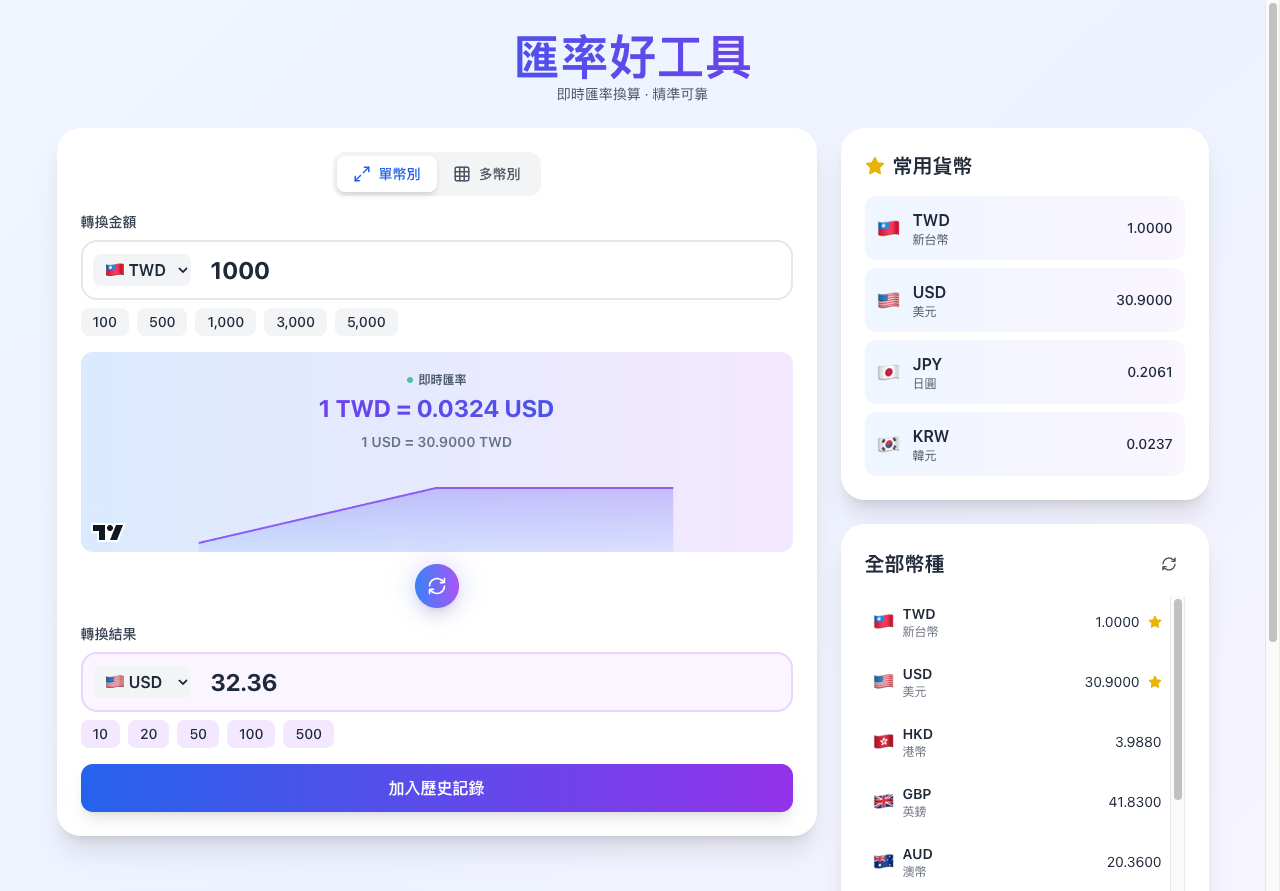 匯率好工具
即時匯率換算 · 精準可靠
單幣別
多幣別
轉換金額
TWD
1000
100
500
1,000
3,000
5,000
即時匯率
1 TWD = 0.0324 USD
1 USD = 30.9000 TWD
轉換結果
USD
32.36
10
20
50
100
500
加入歷史記錄
常用貨幣
TWD
新台幣
1.0000
USD
美元
30.9000
JPY
日圓
0.2061
KRW
韓元
0.0237
全部幣種
TWD
新台幣
1.0000
USD
美元
30.9000
HKD
港幣
3.9880
GBP
英鎊
41.8300
AUD
澳幣
20.3600